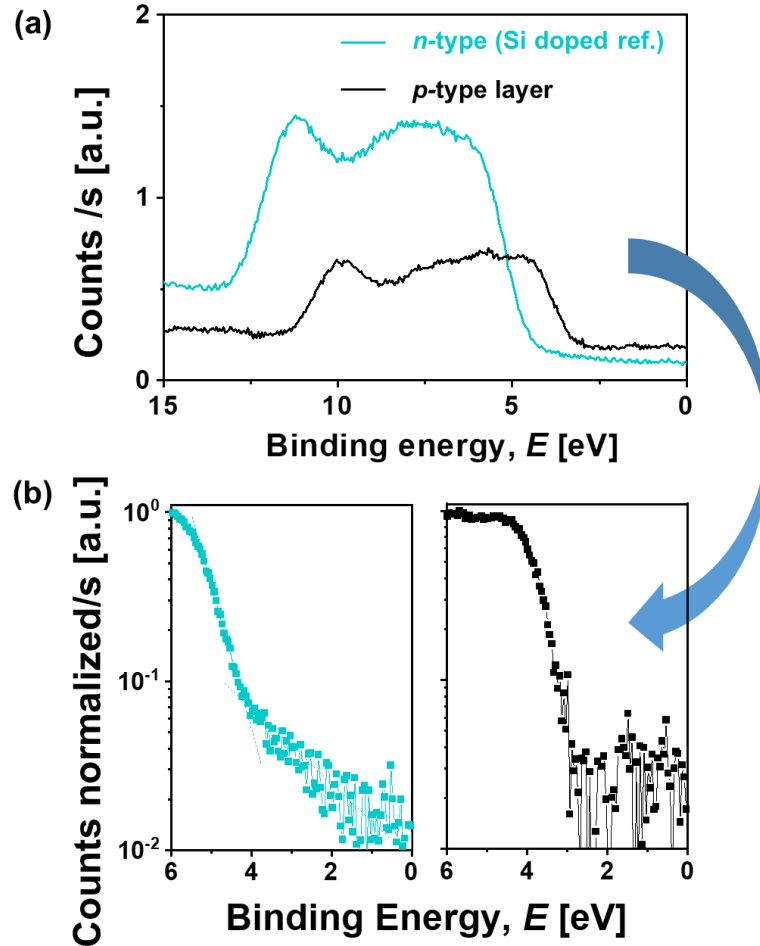 (a)
2
1
0
Counts /s [a.u.]
n-type (Si doped ref.)
p-type layer
15
10
5
0
Binding energy, E [eV]
(b)
Counts normalized/s [a.u.]
10⁰
10⁻¹
10⁻²
6
4
2
0
6
4
2
0
Binding Energy, E [eV]